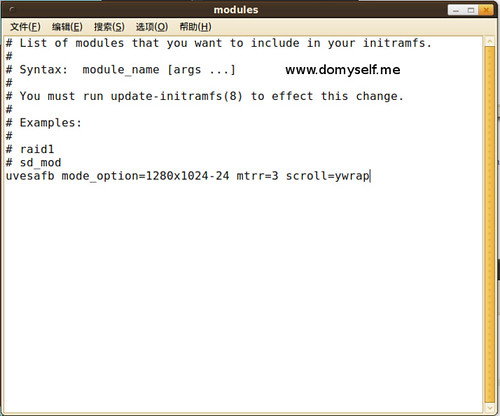 modules
文件(F) 编辑(E) 搜索(S) 选项(O) 帮助(H)
# List of modules that you want to include in your initramfs.
#
# Syntax:  module_name [args ...]
www.domyself.me
#
# You must run update-initramfs(8) to effect this change.
#
# Examples:
#
# raid1
# sd_mod
uvesafb mode_option=1280x1024-24 mtrr=3 scroll=ywrap